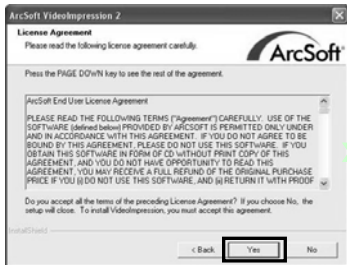 ArcSoft VideoImpression 2
License Agreement
Please read the following license agreement carefully.
ArcSoft
Press the PAGE DOWN key to see the rest of the agreement.
ArcSoft End User License Agreement
PLEASE READ THE FOLLOWING TERMS ("Agreement") CAREFULLY. USE OF THE
SOFTWARE (defined below) PROVIDED BY ARCSOFT IS PERMITTED ONLY UNDER
AND IN ACCORDANCE WITH THIS AGREEMENT. IF YOU DO NOT AGREE TO BE
BOUND BY THIS AGREEMENT, PLEASE DO NOT USE THIS SOFTWARE. IF YOU
OBTAIN THIS SOFTWARE IN FORM OF CD WITHOUT PRINT COPY OF THIS
AGREEMENT, AND YOU DO NOT HAVE OPPORTUNITY TO READ THIS
AGREEMENT, YOU MAY RECEIVE A FULL REFUND OF THE ORIGINAL PURCHASE
PRICE IF YOU (i) DO NOT USE THIS SOFTWARE, AND (ii) RETURN IT WITH PROOF
Do you accept all the terms of the preceding License Agreement? If you choose No, the
setup will close. To install VideoImpression, you must accept this agreement.
InstallShield
< Back Yes No